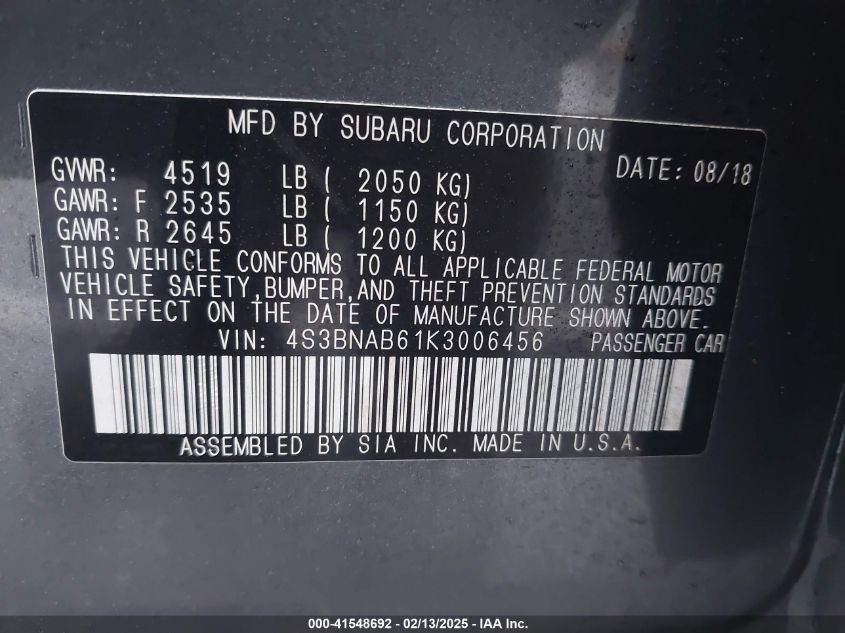 MFD BY SUBARU CORPORATION
GVWR: 4519 LB ( 2050 KG) DATE: 08/18
GAWR: F 2535 LB ( 1150 KG)
GAWR: R 2645 LB ( 1200 KG)
THIS VEHICLE CONFORMS TO ALL APPLICABLE FEDERAL MOTOR
VEHICLE SAFETY,BUMPER,AND THEFT PREVENTION STANDARDS
IN EFFECT ON THE DATE OF MANUFACTURE SHOWN ABOVE.
VIN: 4S3BNAB61K3006456 PASSENGER CAR
ASSEMBLED BY SIA INC. MADE IN U.S.A.
000-41548692 - 02/13/2025 - IAA Inc.